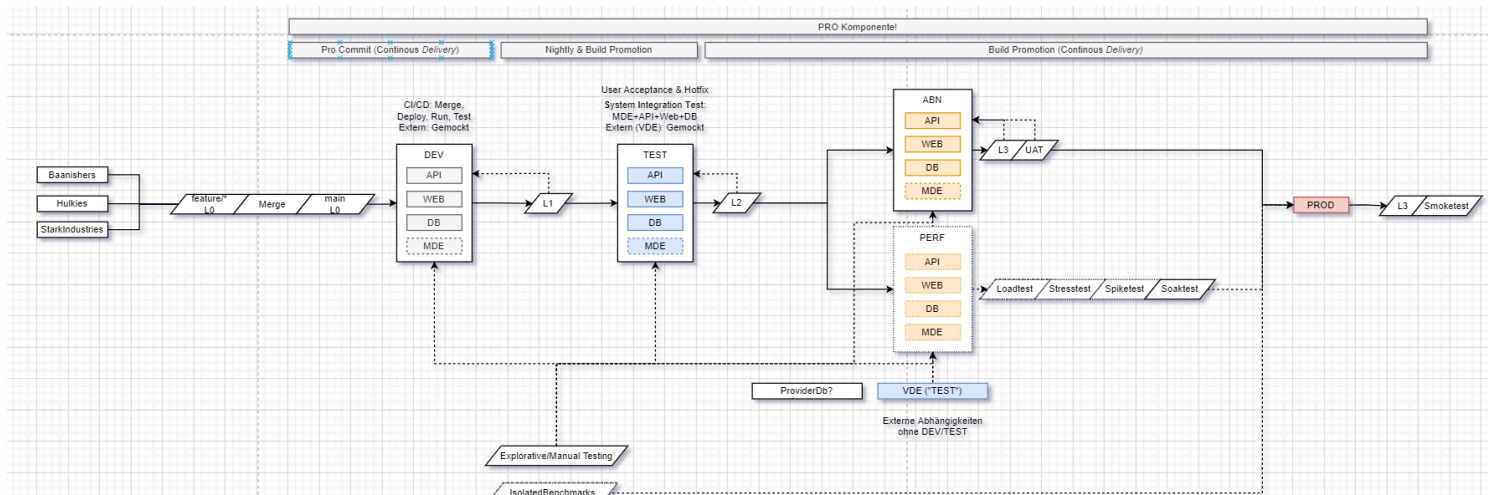 PRO Komponente!
Pro Commit (Continous Delivery)
Nightly & Build Promotion
Build Promotion (Continous Delivery)
CI/CD: Merge,
Deploy, Run, Test
Extern: Gemockt
User Acceptance & Hotfix
System Integration Test:
MDE+API+Web+DB
Extern (VDE): Gemockt
Baanishers
Hulkies
StarkIndustries
feature/*
L0
Merge
main
L0
DEV
API
WEB
DB
MDE
L1
TEST
API
WEB
DB
MDE
L2
ABN
API
WEB
DB
MDE
L3
UAT
PERF
API
WEB
DB
MDE
Loadtest
Stresstest
Spiketest
Soaktest
PROD
L3
Smoketest
ProviderDb?
VDE ("TEST")
Externe Abhängigkeiten
ohne DEV/TEST
Explorative/Manual Testing
IsolatedBenchmarks